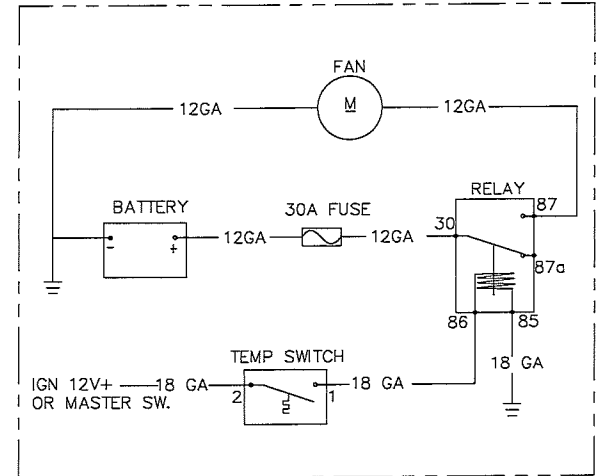 FAN
M
12GA
12GA
RELAY
87
BATTERY
30A FUSE
30
- +
12GA
12GA
87a
86
85
TEMP SWITCH
18 GA
IGN 12V+
18 GA
2
1
18 GA
OR MASTER SW.